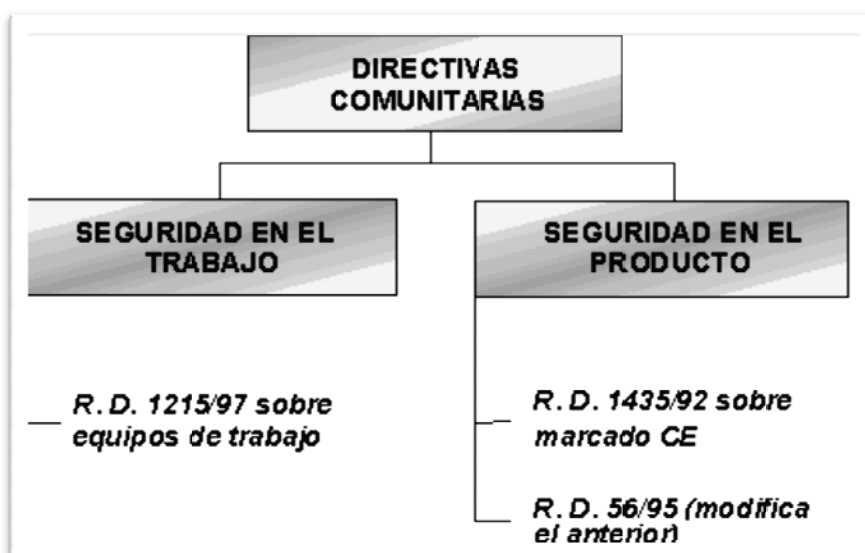 DIRECTIVAS
COMUNITARIAS
SEGURIDAD EN EL
TRABAJO
SEGURIDAD EN EL
PRODUCTO
R. D. 1215/97 sobre
equipos de trabajo
R. D. 1435/92 sobre
marcado CE
R. D. 56/95 (modifica
el anterior)